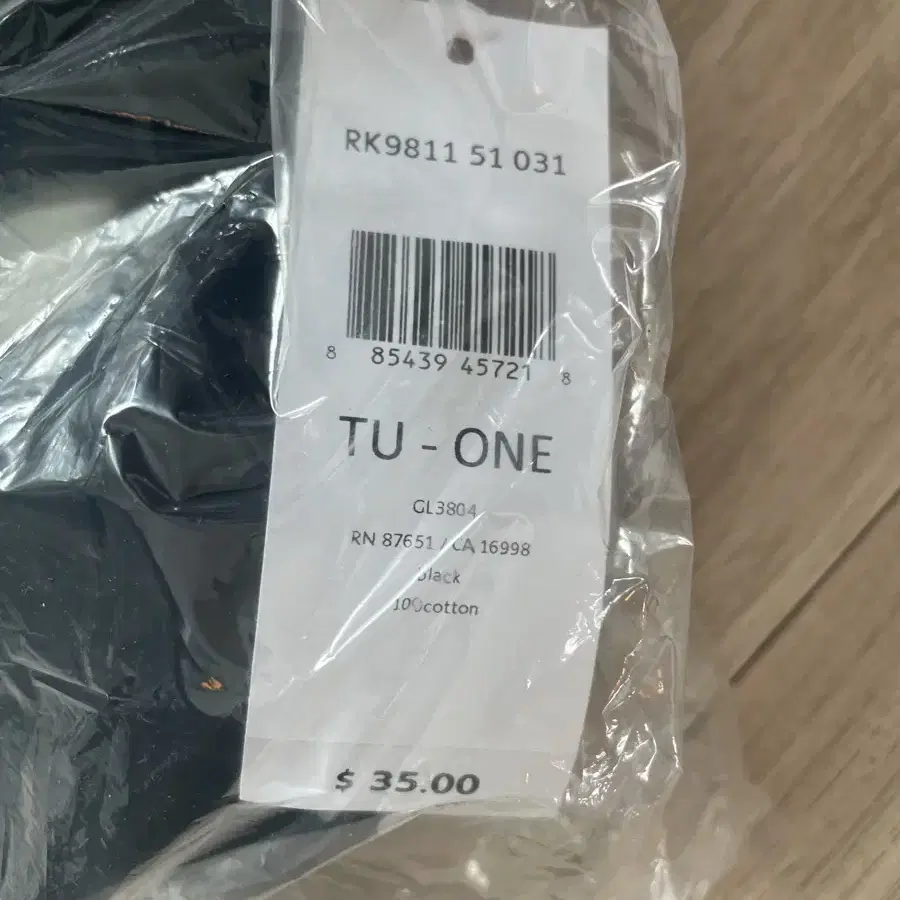 RK9811 51 031
8 85439 45721 8
TU - ONE
GL3804
RN 87651 / CA 16998
black
100cotton
$ 35.00